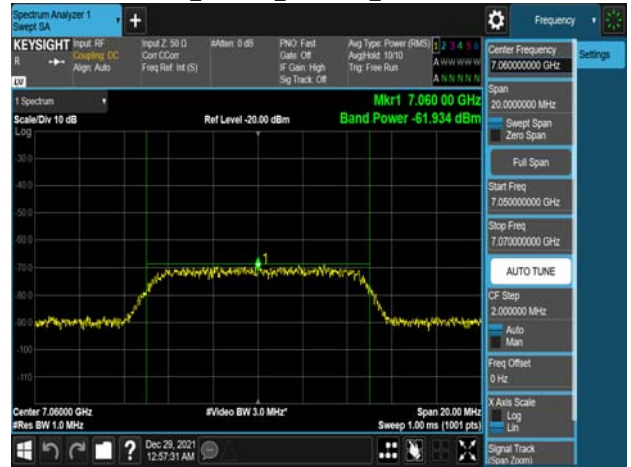 Spectrum Analyzer 1
Swept SA
+
Frequency
KEYSIGHT
Input: RF
Coupling: DC
Align: Auto
Input Z: 50 Ω
Corr CCorr
Freq Ref: Int (S)
#Atten: 0 dB
PNO: Fast
Gate: Off
IF Gain: High
Sig Track: Off
Avg Type: Power (RMS)
Avg|Hold: 10/10
Trig: Free Run
1 2 3 4 5 6
A W W W W W
A N N N N N
R
LXI
1 Spectrum
Scale/Div 10 dB
Log
Ref Level -20.00 dBm
Mkr1 7.060 00 GHz
Band Power -61.934 dBm
-30.0
-40.0
-50.0
-60.0
-70.0
-80.0
-90.0
-100
-110
1
Center 7.06000 GHz
#Res BW 1.0 MHz
#Video BW 3.0 MHz*
Span 20.00 MHz
Sweep 1.00 ms (1001 pts)
?
Dec 29, 2021
12:57:31 AM
Center Frequency
7.060000000 GHz
Settings
Span
20.0000000 MHz
Swept Span
Zero Span
Full Span
Start Freq
7.050000000 GHz
Stop Freq
7.070000000 GHz
AUTO TUNE
CF Step
2.000000 MHz
Auto
Man
Freq Offset
0 Hz
X Axis Scale
Log
Lin
Signal Track
(Span Zoom)